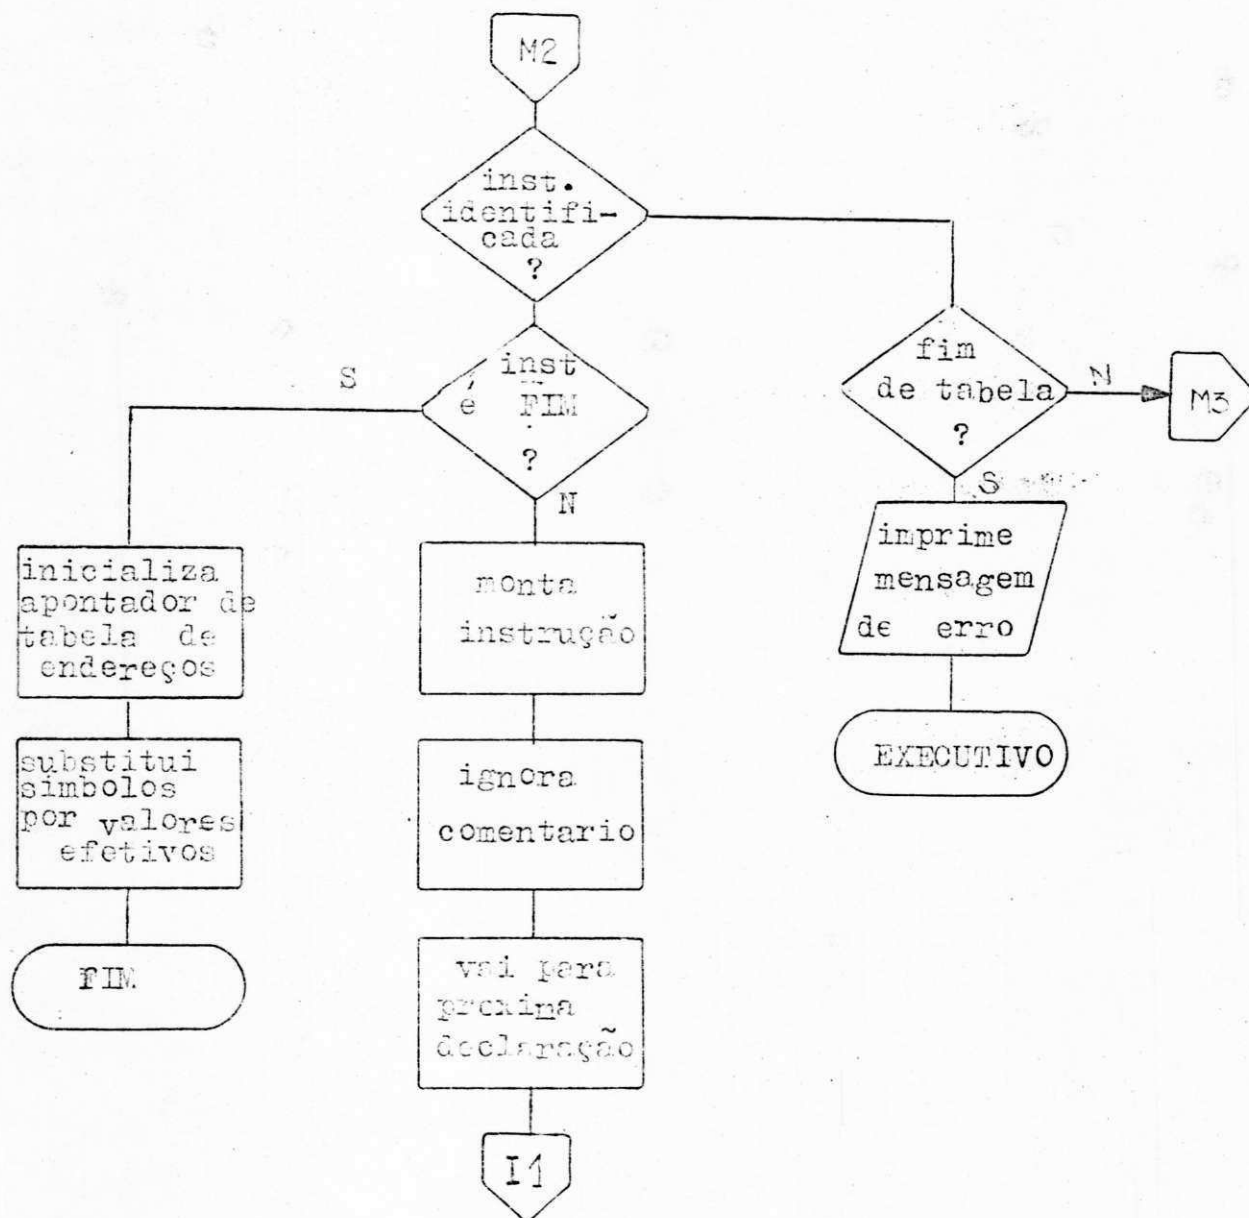 M2
inst.
identifi-
cada
?
inst
é FIM
?
S
N
fim
de tabela
?
N
M3
S
imprime
mensagem
de erro
EXECUTIVO
inicializa
apontador de
tabela de
endereços
substitui
simbolos
por valores
efetivos
FIM
monta
instrução
ignora
comentario
vai para
proxima
declaração
I1